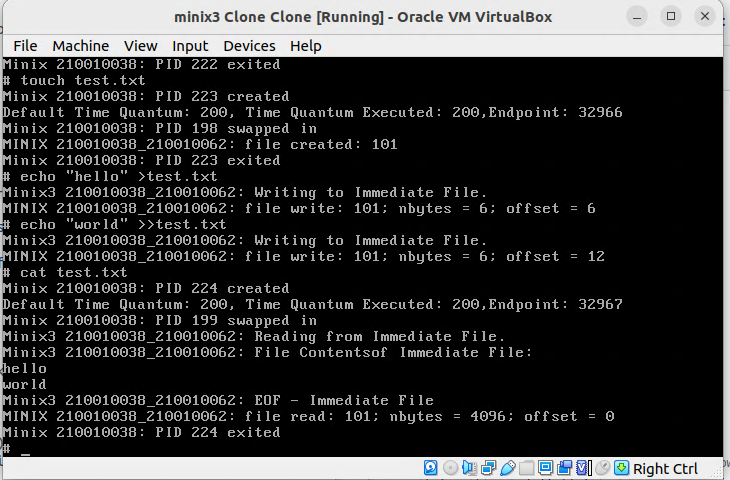 minix3 Clone Clone [Running] - Oracle VM VirtualBox
File Machine View Input Devices Help
Minix 210010038: PID 222 exited
# touch test.txt
Minix 210010038: PID 223 created
Default Time Quantum: 200, Time Quantum Executed: 200,Endpoint: 32966
Minix 210010038: PID 198 swapped in
MINIX 210010038_210010062: file created: 101
Minix 210010038: PID 223 exited
# echo "hello" >test.txt
Minix3 210010038_210010062: Writing to Immediate File.
MINIX 210010038_210010062: file write: 101; nbytes = 6; offset = 6
# echo "world" >>test.txt
Minix3 210010038_210010062: Writing to Immediate File.
MINIX 210010038_210010062: file write: 101; nbytes = 6; offset = 12
# cat test.txt
Minix 210010038: PID 224 created
Default Time Quantum: 200, Time Quantum Executed: 200,Endpoint: 32967
Minix 210010038: PID 199 swapped in
Minix3 210010038_210010062: Reading from Immediate File.
Minix3 210010038_210010062: File Contentsof Immediate File:
hello
world
Minix3 210010038_210010062: EOF - Immediate File
MINIX 210010038_210010062: file read: 101; nbytes = 4096; offset = 0
Minix 210010038: PID 224 exited
# _
Right Ctrl